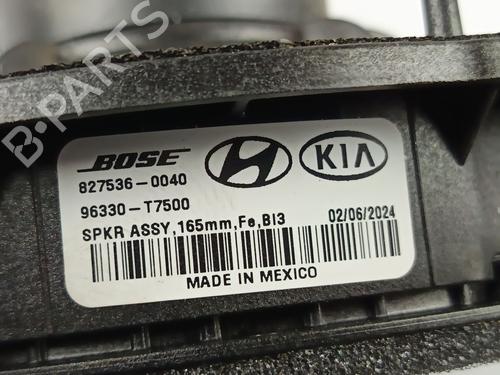 B-PARTS
BOSE
KIA
827536-0040
96330-T7500
SPKR ASSY,165mm,Fe,BI3 02/06/2024
MADE IN MEXICO